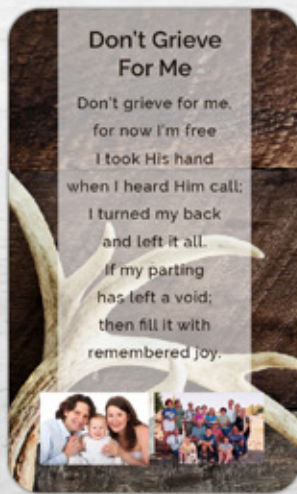 Don't Grieve
For Me
Don't grieve for me,
for now I'm free
I took His hand
when I heard Him call;
I turned my back
and left it all.
If my parting
has left a void;
then fill it with
remembered joy.